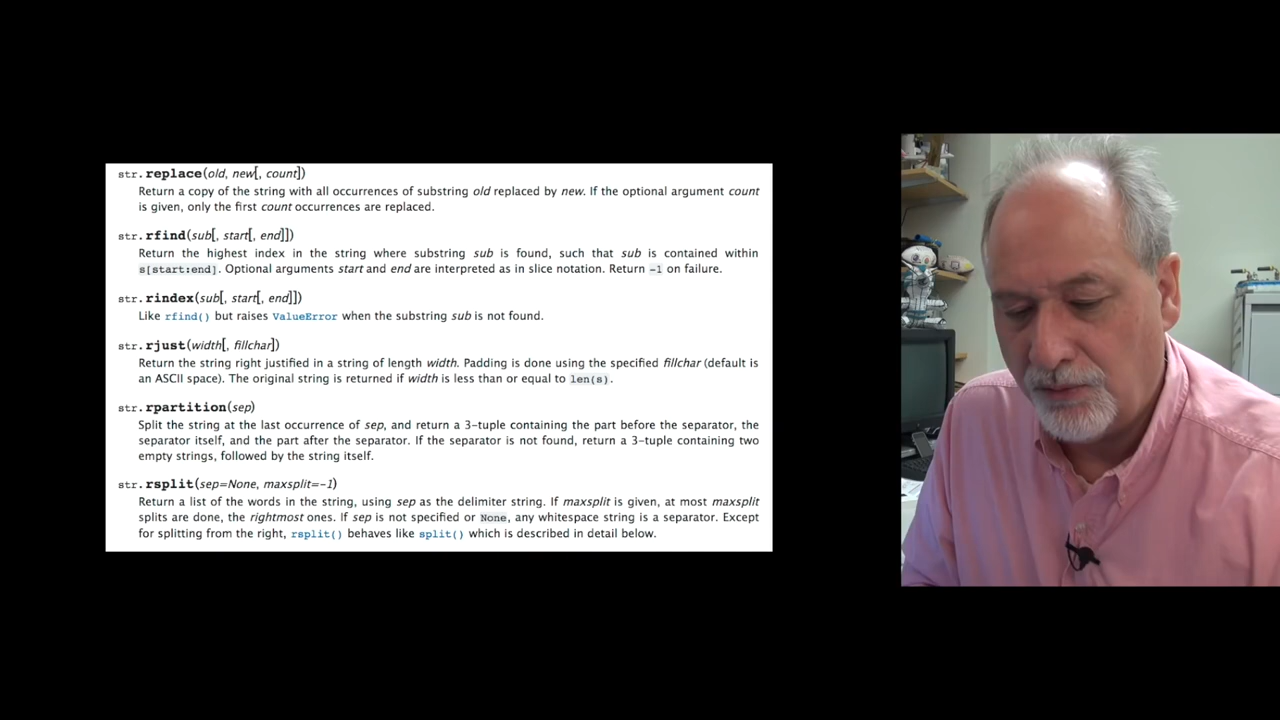 str.replace(old, new[, count])
Return a copy of the string with all occurrences of substring old replaced by new. If the optional argument count
is given, only the first count occurrences are replaced.
str.rfind(sub[, start[, end]])
Return the highest index in the string where substring sub is found, such that sub is contained within
s[start:end]. Optional arguments start and end are interpreted as in slice notation. Return -1 on failure.
str.rindex(sub[, start[, end]])
Like rfind() but raises ValueError when the substring sub is not found.
str.rjust(width[, fillchar])
Return the string right justified in a string of length width. Padding is done using the specified fillchar (default is
an ASCII space). The original string is returned if width is less than or equal to len(s).
str.rpartition(sep)
Split the string at the last occurrence of sep, and return a 3-tuple containing the part before the separator, the
separator itself, and the part after the separator. If the separator is not found, return a 3-tuple containing two
empty strings, followed by the string itself.
str.rsplit(sep=None, maxsplit=-1)
Return a list of the words in the string, using sep as the delimiter string. If maxsplit is given, at most maxsplit
splits are done, the rightmost ones. If sep is not specified or None, any whitespace string is a separator. Except
for splitting from the right, rsplit() behaves like split() which is described in detail below.